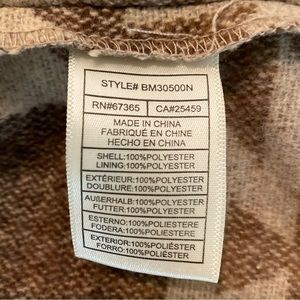 STYLE# BM30500N
RN#67365 CA#25459
MADE IN CHINA
FABRIQUÉ EN CHINE
HECHO EN CHINA
SHELL:100%POLYESTER
LINING:100%POLYESTER
EXTÉRIEUR:100%POLYESTER
DOUBLURE:100%POLYESTER
AUßERHALB:100%POLYESTER
FUTTER:100%POLYESTER
ESTERNO:100%POLIESTERE
FODERA:100%POLIESTERE
EXTERIOR:100%POLIÉSTER
FORRO:100%POLIÉSTER